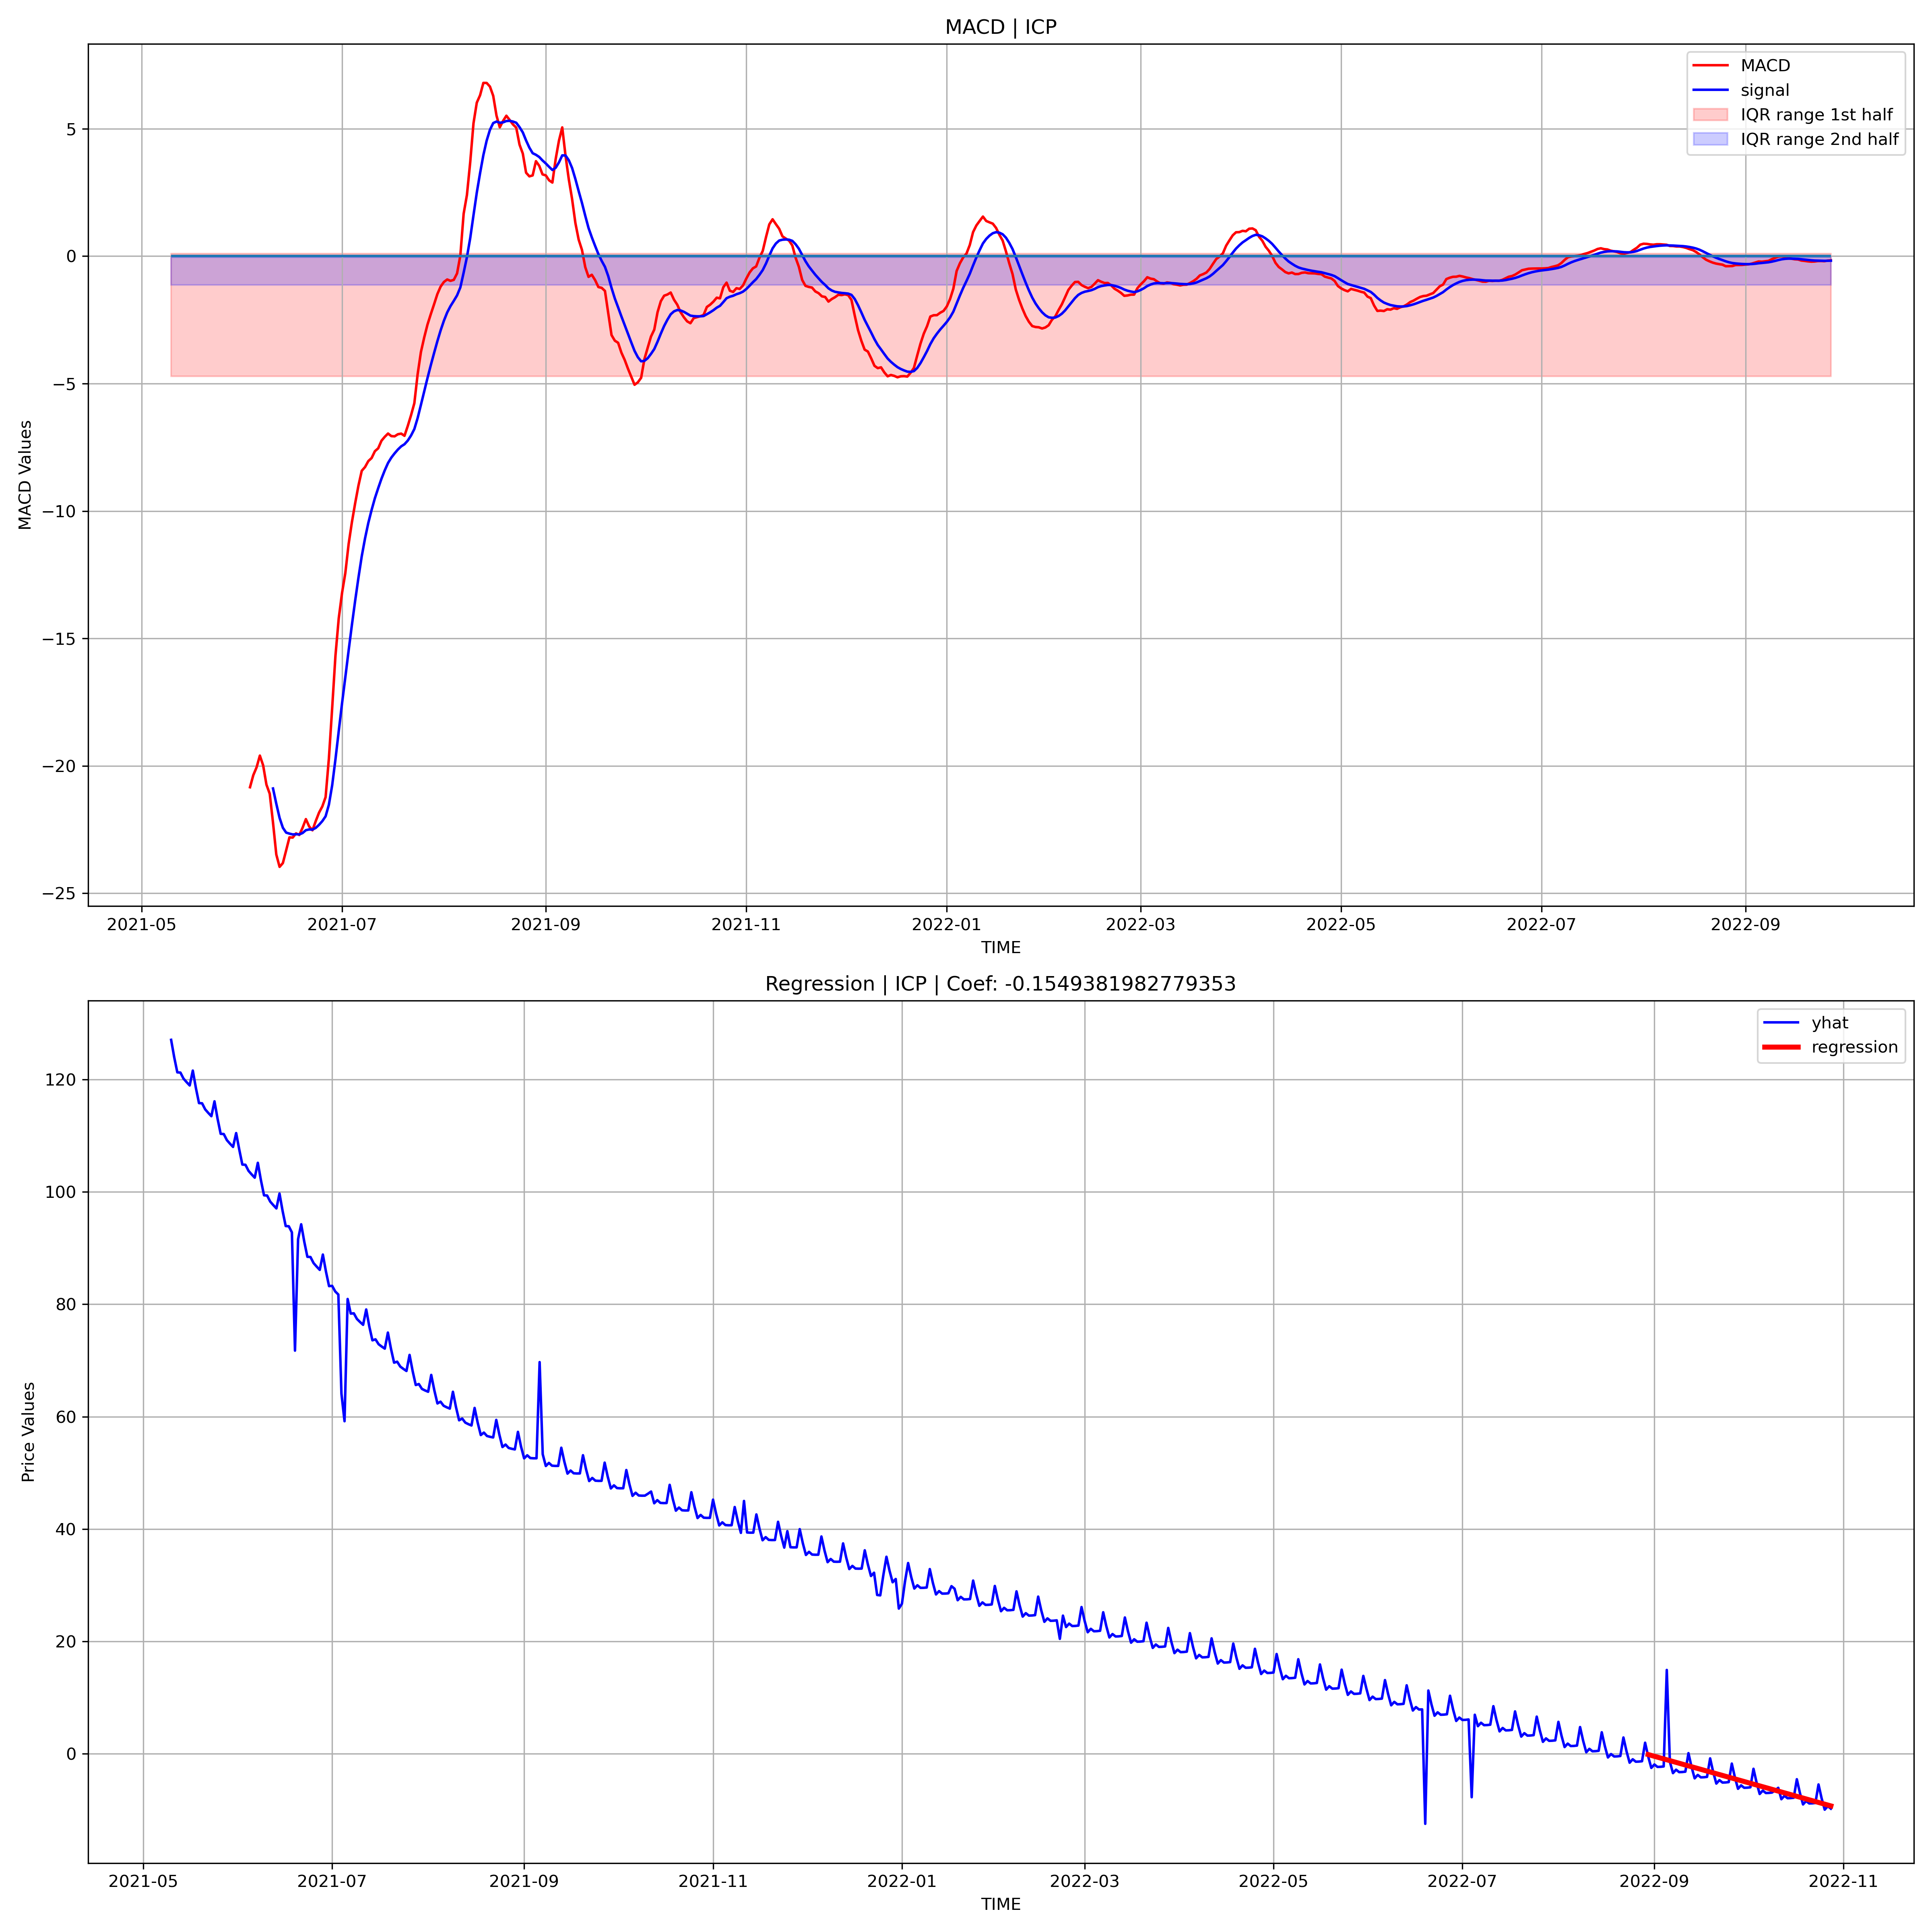 MACD | ICP
MACD
signal
IQR range 1st half
IQR range 2nd half
5
0
−5
−10
−15
−20
−25
MACD Values
2021-05 2021-07 2021-09 2021-11 2022-01 2022-03 2022-05 2022-07 2022-09
TIME
Regression | ICP | Coef: -0.1549381982779353
yhat
regression
120
100
80
60
40
20
0
Price Values
2021-05 2021-07 2021-09 2021-11 2022-01 2022-03 2022-05 2022-07 2022-09 2022-11
TIME